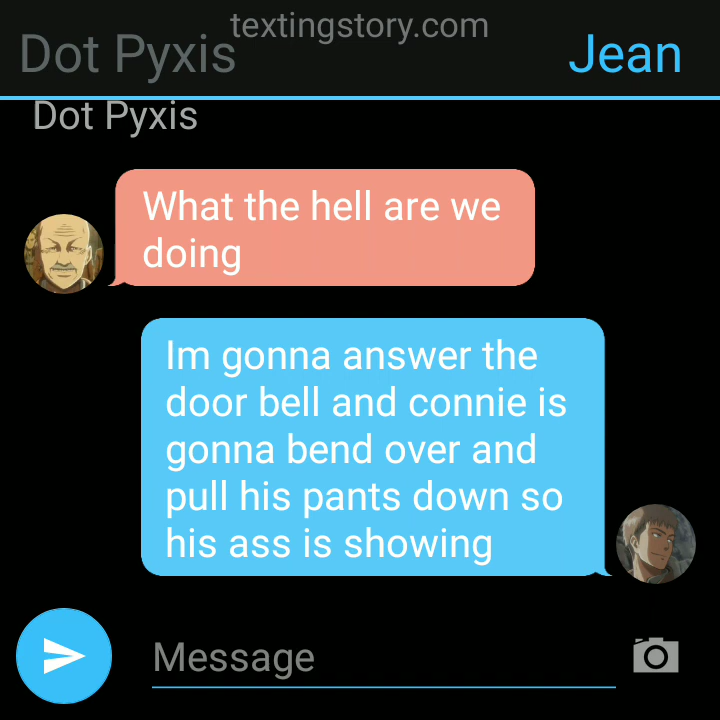 textingstory.com
Dot Pyxis
Jean
Dot Pyxis
What the hell are we
doing
Im gonna answer the
door bell and connie is
gonna bend over and
pull his pants down so
his ass is showing
Message